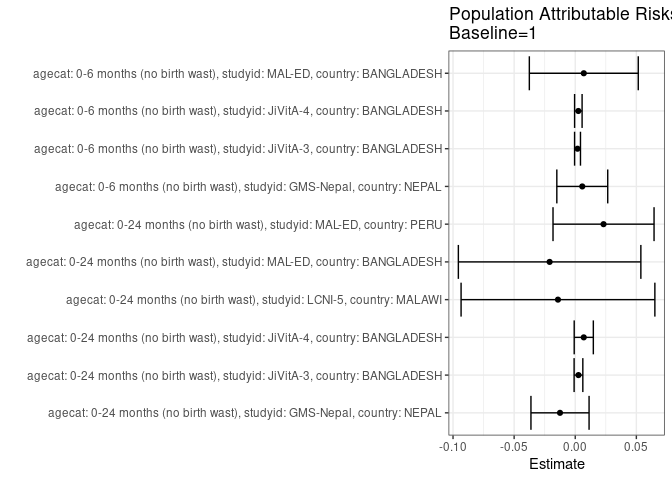 Population Attributable Risks
Baseline=1
agecat: 0-6 months (no birth wast), studyid: MAL-ED, country: BANGLADESH
agecat: 0-6 months (no birth wast), studyid: JiVitA-4, country: BANGLADESH
agecat: 0-6 months (no birth wast), studyid: JiVitA-3, country: BANGLADESH
agecat: 0-6 months (no birth wast), studyid: GMS-Nepal, country: NEPAL
agecat: 0-24 months (no birth wast), studyid: MAL-ED, country: PERU
agecat: 0-24 months (no birth wast), studyid: MAL-ED, country: BANGLADESH
agecat: 0-24 months (no birth wast), studyid: LCNI-5, country: MALAWI
agecat: 0-24 months (no birth wast), studyid: JiVitA-4, country: BANGLADESH
agecat: 0-24 months (no birth wast), studyid: JiVitA-3, country: BANGLADESH
agecat: 0-24 months (no birth wast), studyid: GMS-Nepal, country: NEPAL
-0.10 -0.05 0.00 0.05
Estimate